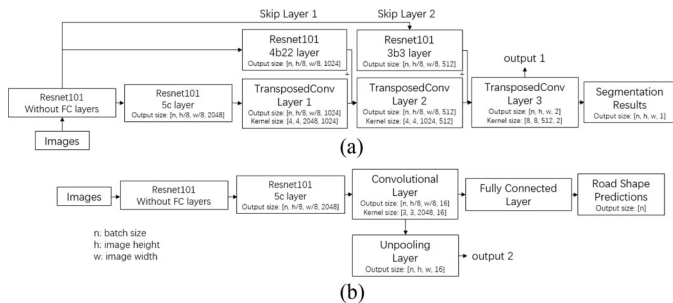 Skip Layer 1
Skip Layer 2
Resnet101
4b22 layer
Output size: [n, h/8, w/8, 1024]
Resnet101
3b3 layer
Output size: [n, h/8, w/8, 512]
output 1
Resnet101
Without FC layers
Resnet101
5c layer
Output size: [n, h/8, w/8, 2048]
TransposedConv
Layer 1
Output size: [n, h/8, w/8, 1024]
Kernel size: [4, 4, 2048, 1024]
TransposedConv
Layer 2
Output size: [n, h/8, w/8, 512]
Kernel size: [4, 4, 1024, 512]
TransposedConv
Layer 3
Output size: [n, h, w, 2]
Kernel size: [8, 8, 512, 2]
Segmentation
Results
Output size: [n, h, w, 1]
Images
(a)
Images
Resnet101
Without FC layers
Resnet101
5c layer
Output size: [n, h/8, w/8, 2048]
Convolutional
Layer
Output size: [n, h/8, w/8, 16]
Kernel size: [3, 3, 2048, 16]
Fully Connected
Layer
Road Shape
Predictions
Output size: [n]
n: batch size
h: image height
w: image width
Unpooling
Layer
Output size: [n, h, w, 16]
output 2
(b)